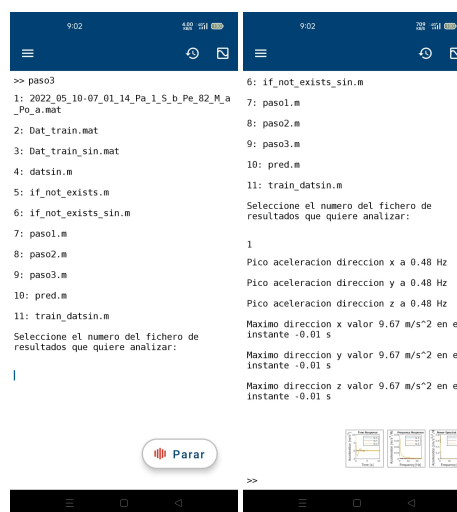 9:02
>> paso3
1: 2022_05_10-07_01_14_Pa_1_S_b_Pe_82_M_a
_Po_a.mat
2: Dat_train.mat
3: Dat_train_sin.mat
4: datsin.m
5: if_not_exists.m
6: if_not_exists_sin.m
7: paso1.m
8: paso2.m
9: paso3.m
10: pred.m
11: train_datsin.m
Seleccione el numero del fichero de
resultados que quiere analizar:
Parar
9:02
6: if_not_exists_sin.m
7: paso1.m
8: paso2.m
9: paso3.m
10: pred.m
11: train_datsin.m
Seleccione el numero del fichero de
resultados que quiere analizar:
1
Pico aceleracion direccion x a 0.48 Hz
Pico aceleracion direccion y a 0.48 Hz
Pico aceleracion direccion z a 0.48 Hz
Maximo direccion x valor 9.67 m/s^2 en e
instante -0.01 s
Maximo direccion y valor 9.67 m/s^2 en e
instante -0.01 s
Maximo direccion z valor 9.67 m/s^2 en e
instante -0.01 s
>>